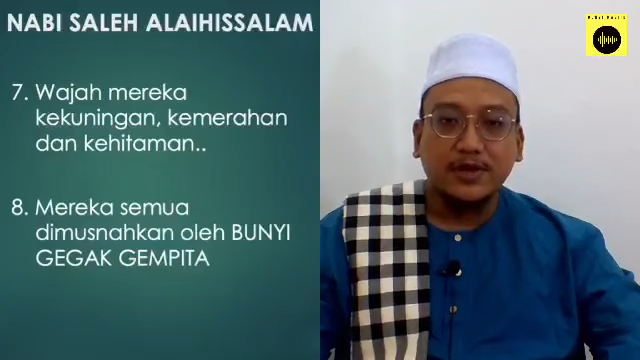 NABI SALEH ALAIHISSALAM
7. Wajah mereka
kekuningan, kemerahan
dan kehitaman..
8. Mereka semua
dimusnahkan oleh BUNYI
GEGAK GEMPITA